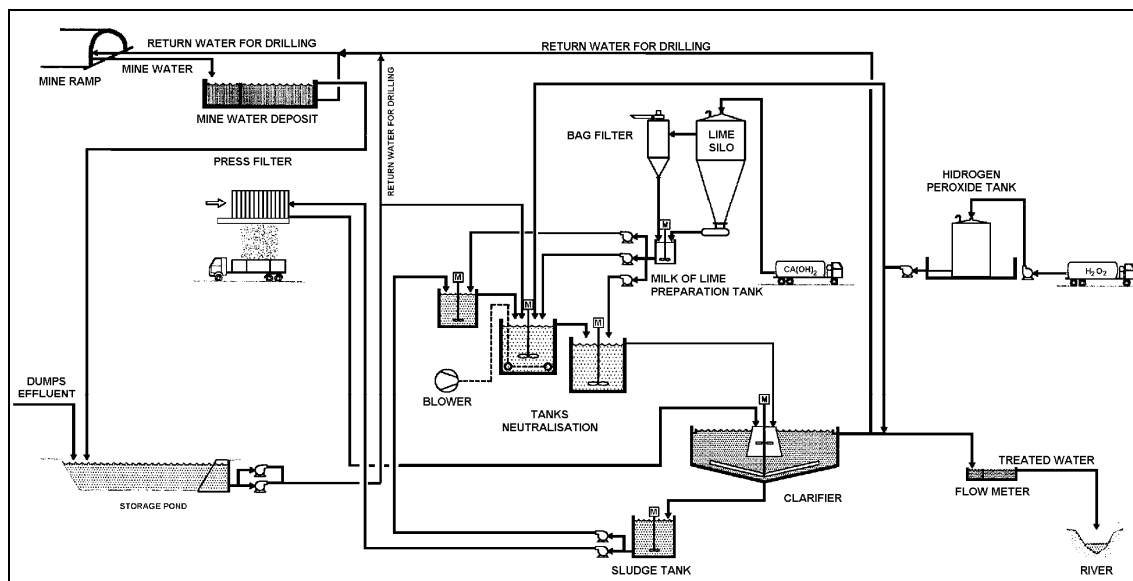 RETURN WATER FOR DRILLING
RETURN WATER FOR DRILLING
MINE RAMP
MINE WATER
MINE WATER DEPOSIT
RETURN WATER FOR DRILLING
BAG FILTER
LIME
SILO
M
HIDROGEN
PEROXIDE TANK
PRESS FILTER
CA(OH)2
H2O2
MILK OF LIME
PREPARATION TANK
M
M
M
BLOWER
TANKS
NEUTRALISATION
DUMPS
EFFLUENT
M
CLARIFIER
STORAGE POND
TREATED WATER
FLOW METER
M
SLUDGE TANK
RIVER